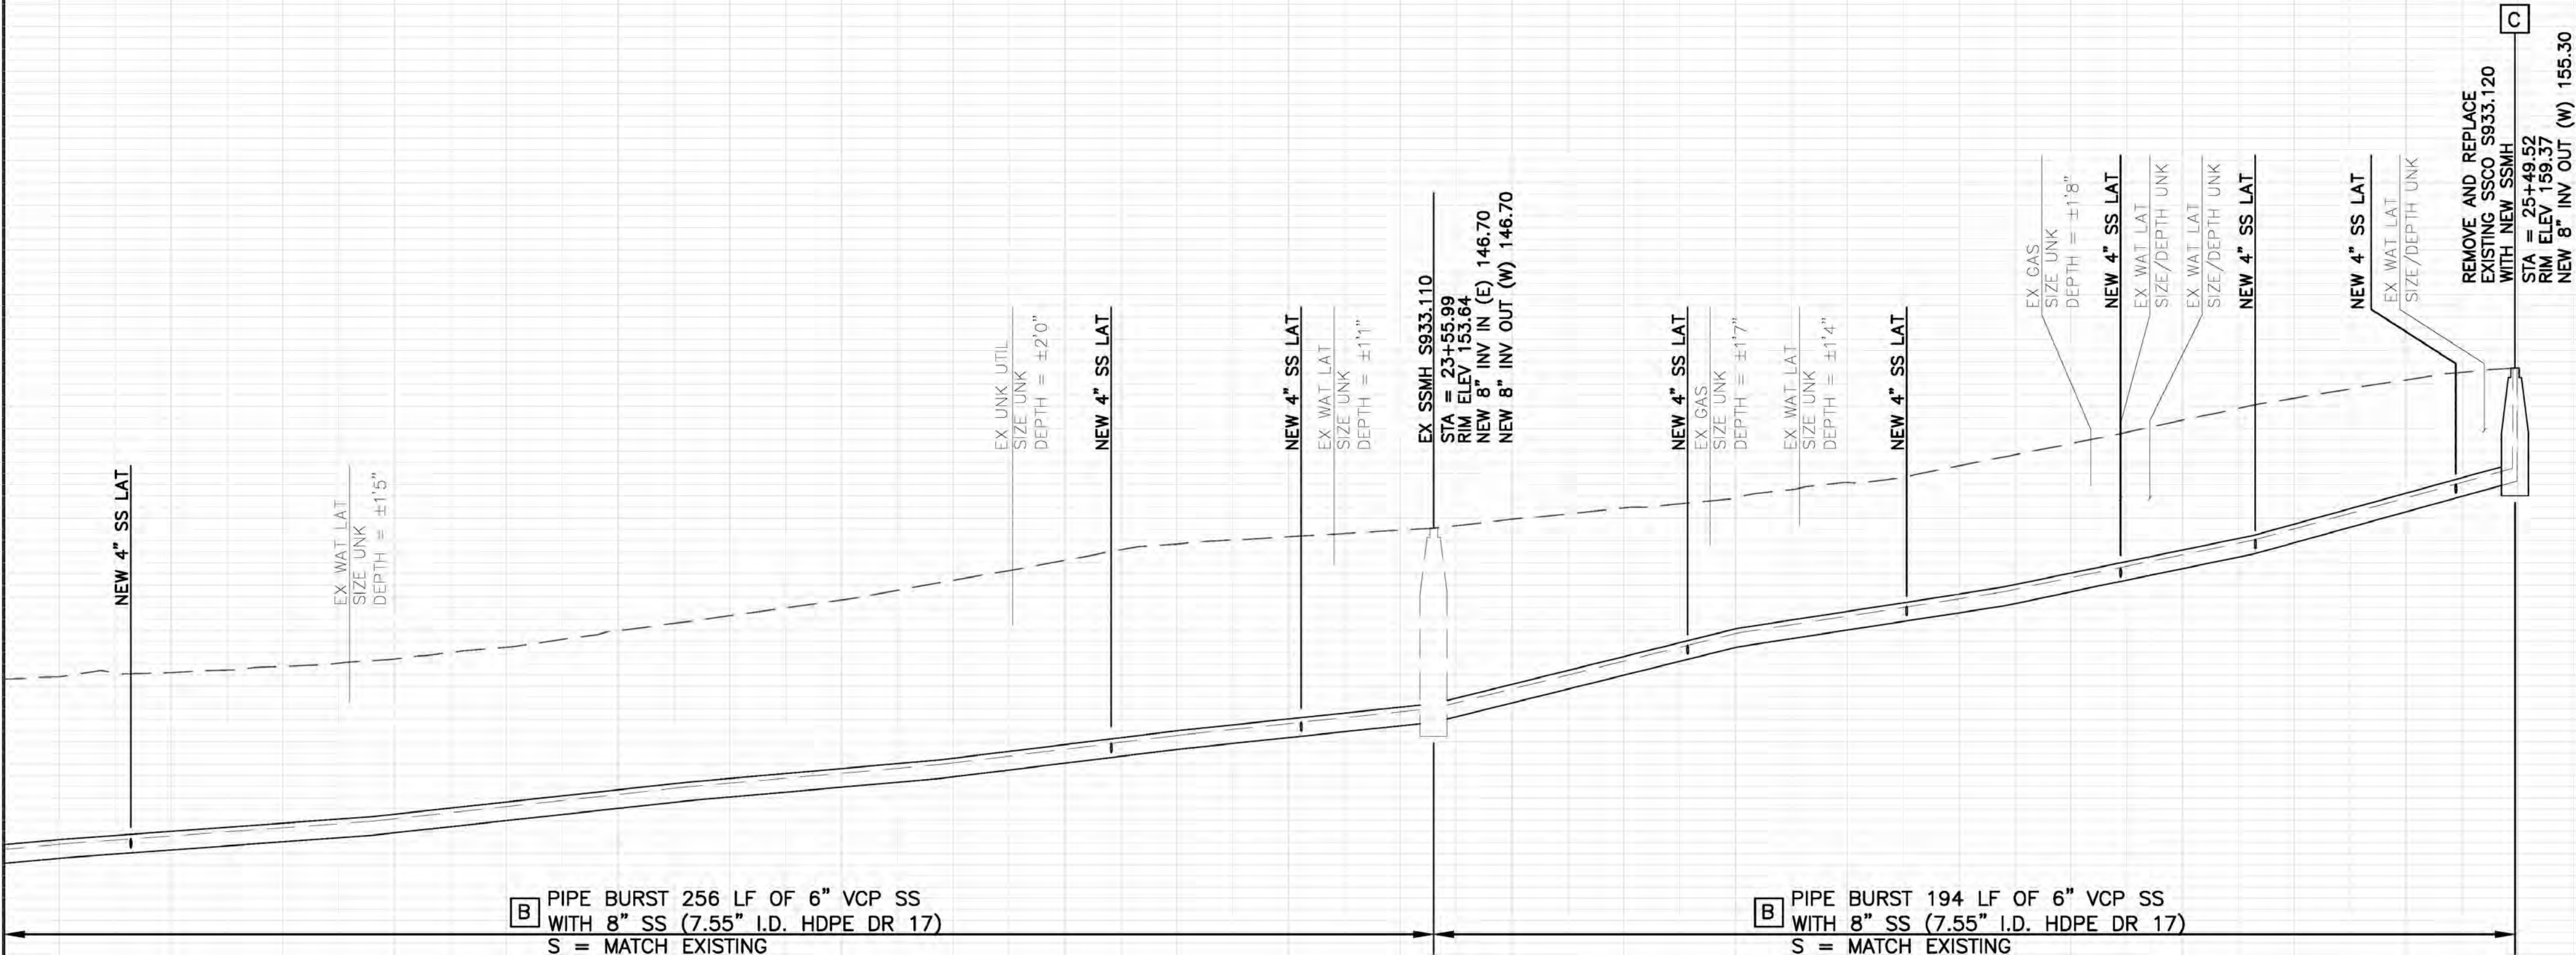 NEW 4" SS LAT
EX WAT LAT
SIZE UNK
DEPTH = ±1'5"
EX UNK UTIL
SIZE UNK
DEPTH = ±2'0"
NEW 4" SS LAT
NEW 4" SS LAT
EX WAT LAT
SIZE UNK
DEPTH = ±1'1"
EX SSMH S933.110
STA = 23+55.99
RIM ELEV 153.64
NEW 8" INV IN (E) 146.70
NEW 8" INV OUT (W) 146.70
NEW 4" SS LAT
EX GAS
SIZE UNK
DEPTH = ±1'7"
EX WAT LAT
SIZE UNK
DEPTH = ±1'4"
NEW 4" SS LAT
EX GAS
SIZE UNK
DEPTH = ±1'8"
NEW 4" SS LAT
EX WAT LAT
SIZE/DEPTH UNK
EX WAT LAT
SIZE/DEPTH UNK
NEW 4" SS LAT
NEW 4" SS LAT
EX WAT LAT
SIZE/DEPTH UNK
C
REMOVE AND REPLACE
EXISTING SSCO S933.120
WITH NEW SSMH
STA = 25+49.52
RIM ELEV 159.37
NEW 8" INV OUT (W) 155.30
B
PIPE BURST 256 LF OF 6" VCP SS
WITH 8" SS (7.55" I.D. HDPE DR 17)
S = MATCH EXISTING
B
PIPE BURST 194 LF OF 6" VCP SS
WITH 8" SS (7.55" I.D. HDPE DR 17)
S = MATCH EXISTING